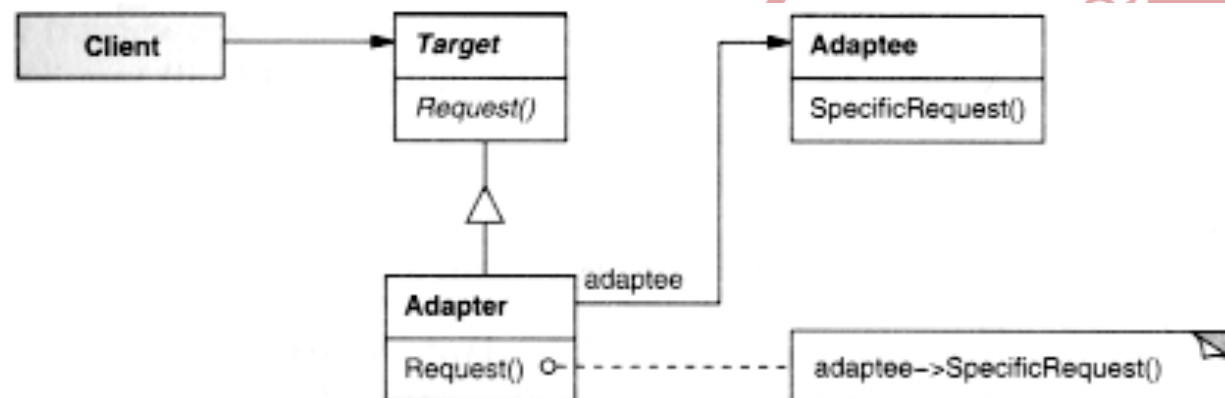 Client
Target
Request()
Adaptee
SpecificRequest()
adaptee
Adapter
Request()
adaptee->SpecificRequest()